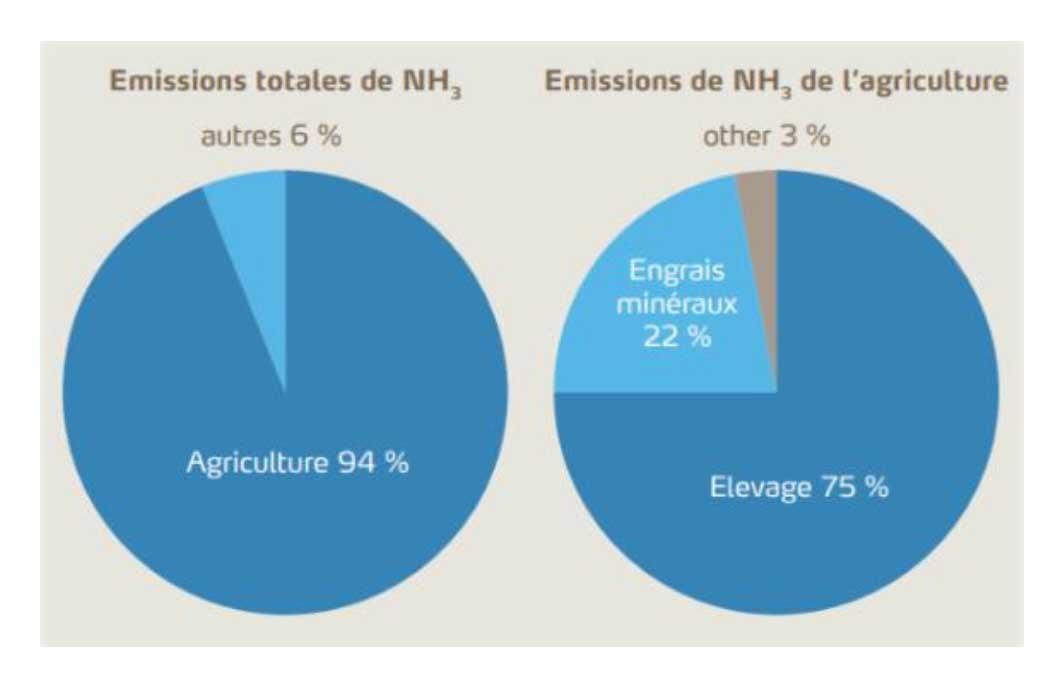 Emissions totales de NH₃
autres 6 %
Agriculture 94 %
Emissions de NH₃ de l'agriculture
other 3 %
Engrais
minéraux
22 %
Elevage 75 %